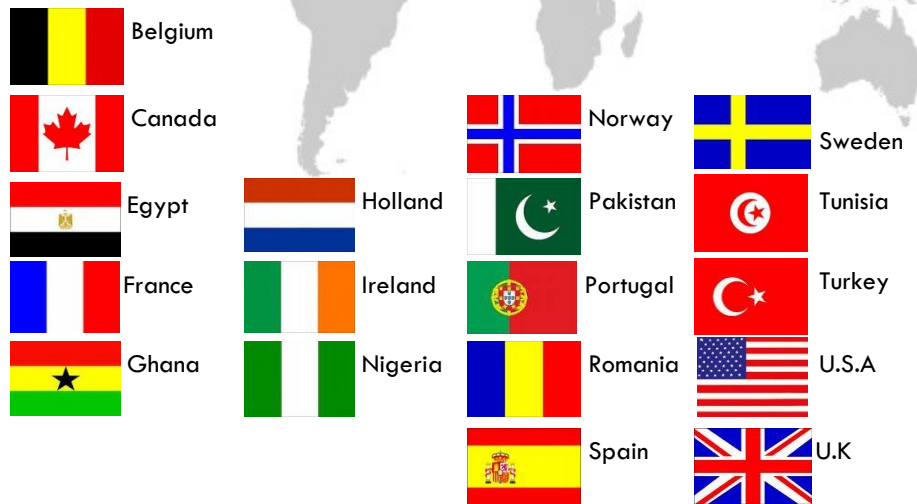 Belgium
Canada
Egypt
France
Ghana
Holland
Ireland
Nigeria
Norway
Pakistan
Portugal
Romania
Spain
Sweden
Tunisia
Turkey
U.S.A
U.K